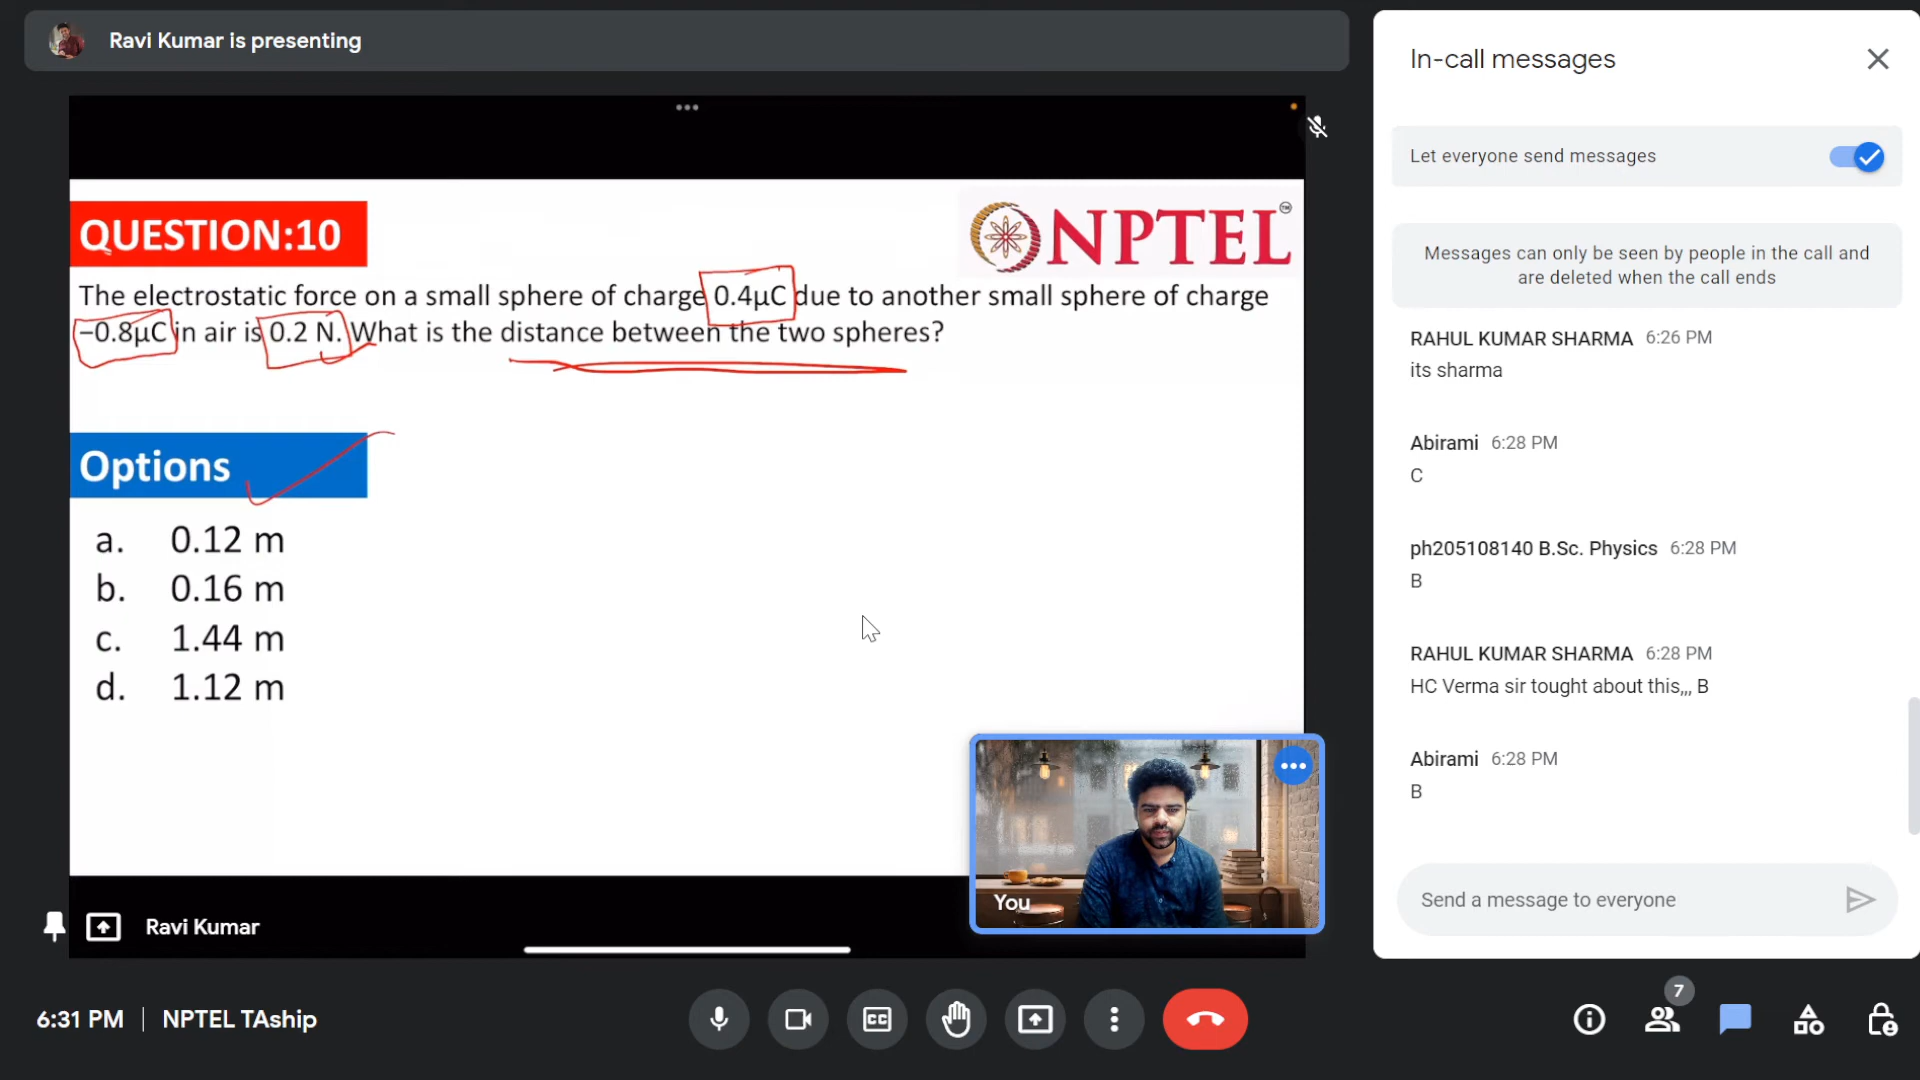 Ravi Kumar is presenting
QUESTION:10
NPTEL
The electrostatic force on a small sphere of charge 0.4μC due to another small sphere of charge
−0.8μC in air is 0.2 N. What is the distance between the two spheres?
Options
a. 0.12 m
b. 0.16 m
c. 1.44 m
d. 1.12 m
You
Ravi Kumar
In-call messages
Let everyone send messages
Messages can only be seen by people in the call and
are deleted when the call ends
RAHUL KUMAR SHARMA 6:26 PM
its sharma
Abirami 6:28 PM
C
ph205108140 B.Sc. Physics 6:28 PM
B
RAHUL KUMAR SHARMA 6:28 PM
HC Verma sir tought about this,,, B
Abirami 6:28 PM
B
Send a message to everyone
6:31 PM NPTEL TAship
CC
7